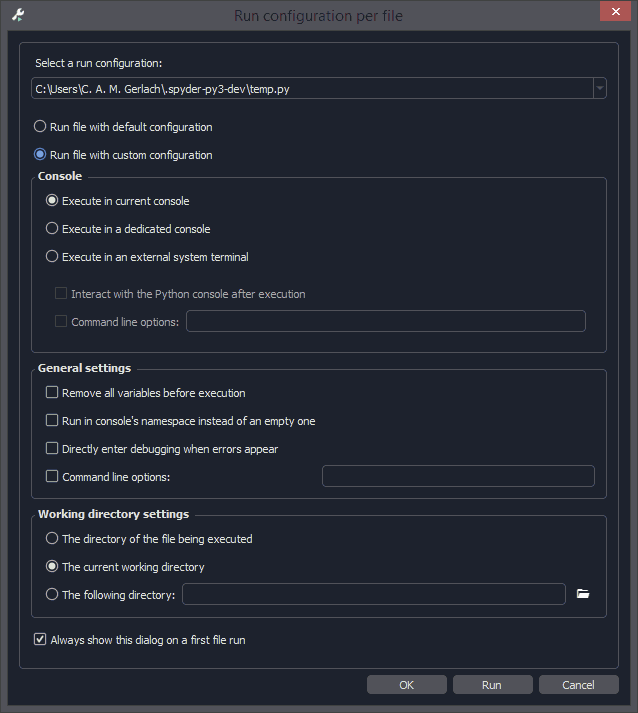 Run configuration per file
Select a run configuration:
C:\Users\C. A. M. Gerlach\.spyder-py3-dev\temp.py
Run file with default configuration
Run file with custom configuration
Console
Execute in current console
Execute in a dedicated console
Execute in an external system terminal
Interact with the Python console after execution
Command line options:
General settings
Remove all variables before execution
Run in console's namespace instead of an empty one
Directly enter debugging when errors appear
Command line options:
Working directory settings
The directory of the file being executed
The current working directory
The following directory:
Always show this dialog on a first file run
OK Run Cancel